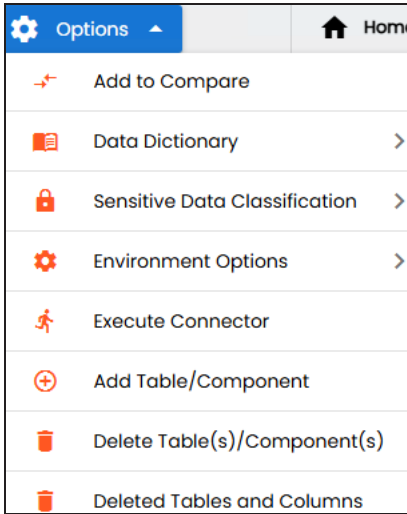 Options
Home
Add to Compare
Data Dictionary
Sensitive Data Classification
Environment Options
Execute Connector
Add Table/Component
Delete Table(s)/Component(s)
Deleted Tables and Columns